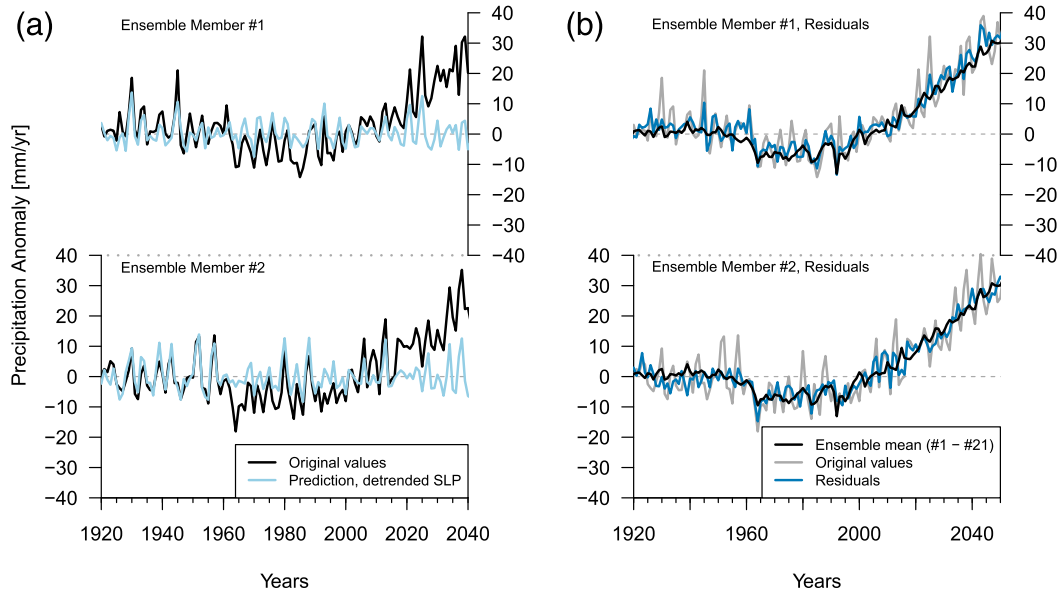 (a)
Ensemble Member #1
40
30
20
10
0
−10
−20
−30
−40
Precipitation Anomaly [mm/yr]
Ensemble Member #2
40
30
20
10
0
−10
−20
−30
−40
Original values
Prediction, detrended SLP
1920 1940 1960 1980 2000 2020 2040
Years
(b)
Ensemble Member #1, Residuals
40
30
20
10
0
−10
−20
−30
−40
Ensemble Member #2, Residuals
40
30
20
10
0
−10
−20
−30
−40
Ensemble mean (#1 − #21)
Original values
Residuals
1920 1960 2000 2040
Years